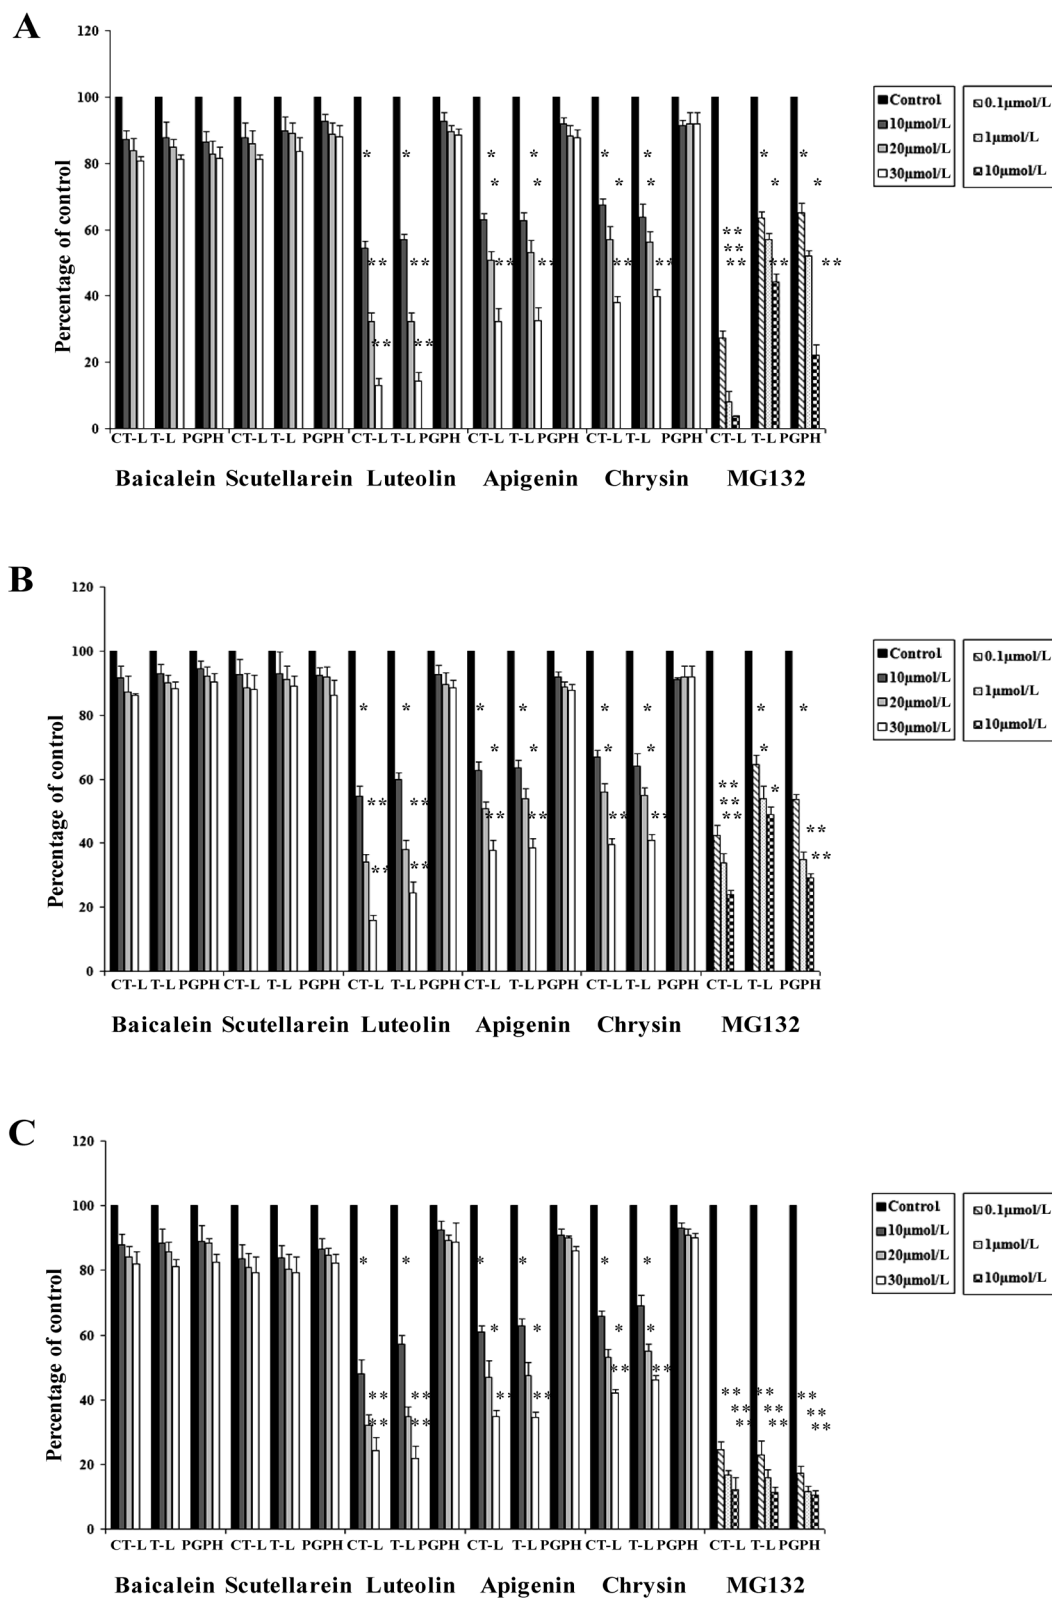 A
120
100
80
60
40
20
0
Percentage of control
Control
10μmol/L
20μmol/L
30μmol/L
0.1μmol/L
1μmol/L
10μmol/L
* * * * * * * *
* * * * * *
**
**
** ** ** ** ** ** ** **
** **
CT-L T-L PGPH CT-L T-L PGPH CT-L T-L PGPH CT-L T-L PGPH CT-L T-L PGPH CT-L T-L PGPH
Baicalein Scutellarein Luteolin Apigenin Chrysin MG132
B
120
100
80
60
40
20
0
Percentage of control
Control
10μmol/L
20μmol/L
30μmol/L
0.1μmol/L
1μmol/L
10μmol/L
* * * * * * * *
* * * * *
** *
** ** **
** ** ** ** ** **
** ** **
CT-L T-L PGPH CT-L T-L PGPH CT-L T-L PGPH CT-L T-L PGPH CT-L T-L PGPH CT-L T-L PGPH
Baicalein Scutellarein Luteolin Apigenin Chrysin MG132
C
120
100
80
60
40
20
0
Percentage of control
Control
10μmol/L
20μmol/L
30μmol/L
0.1μmol/L
1μmol/L
10μmol/L
* * * * * *
* * * *
** **
** ** ** ** ** ** **
** ** **
** ** ** ** **
CT-L T-L PGPH CT-L T-L PGPH CT-L T-L PGPH CT-L T-L PGPH CT-L T-L PGPH CT-L T-L PGPH
Baicalein Scutellarein Luteolin Apigenin Chrysin MG132